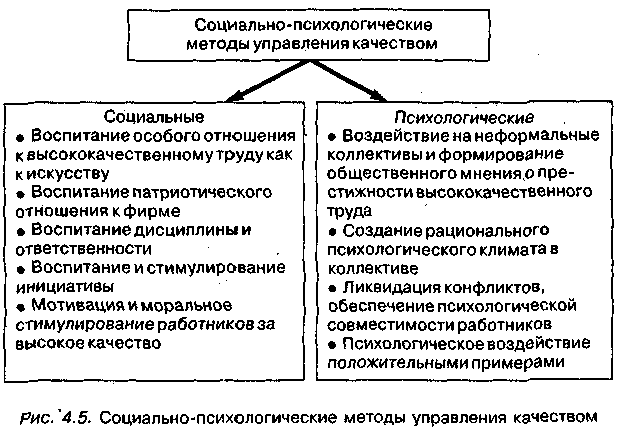 Социально-психологические
методы управления качеством
Социальные
• Воспитание особого отношения
к высококачественному труду как
к искусству
• Воспитание патриотического
отношения к фирме
• Воспитание дисциплины и
ответственности
• Воспитание и стимулирование
инициативы
• Мотивация и моральное
стимулирование работников за
высокое качество
Психологические
• Воздействие на неформальные
коллективы и формирование
общественного мнения о пре-
стижности высококачественного
труда
• Создание рационального
психологического климата в
коллективе
• Ликвидация конфликтов,
обеспечение психологической
совместимости работников
• Психологическое воздействие
положительными примерами
Рис. 4.5. Социально-психологические методы управления качеством